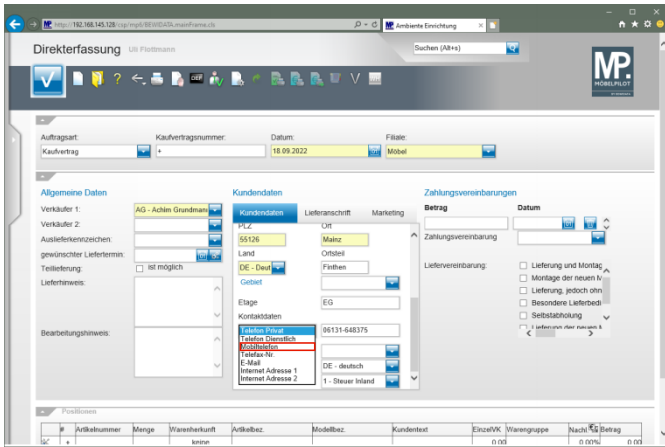 http://192.168.145.128/csp/mp8/BEWIDATA.mainFrame.cls
Ambiente Einrichtung
Direkterfassung Uli Flottmann
Suchen (Alt+s)
MP.
MÖBELPILOT
Auftragsart: Kaufvertragsnummer: Datum: Filiale:
Kaufvertrag + 18.09.2022 Möbel
Allgemeine Daten Kundendaten Zahlungsvereinbarungen
Verkäufer 1: AG - Achim Grundmann Kundendaten Lieferanschrift Marketing Betrag Datum
Verkäufer 2: PLZ Ort
Auslieferkennzeichen: 55126 Mainz Zahlungsvereinbarung
gewünschter Liefertermin: Land Ortsteil
Teillieferung: ist möglich DE - Deut Finthen Liefervereinbarung: Lieferung und Montag
Lieferhinweis: Gebiet Montage der neuen M
Lieferung, jedoch ohn
Etage EG Besondere Lieferbedi
Kontaktdaten Selbstabholung
Bearbeitungshinweis: Telefon Privat 06131-648375 Lieferung der neuen M
Telefon Dienstlich
Mobiltelefon
Telefax-Nr.
E-Mail DE - deutsch
Internet Adresse 1
Internet Adresse 2 1 - Steuer Inland
Positionen
# Artikelnummer Menge Warenherkunft Artikelbez. Modellbez. Kundentext EinzelVK Warengruppe Nachl. Betrag
+ keine 0.00 0.00% 0.00